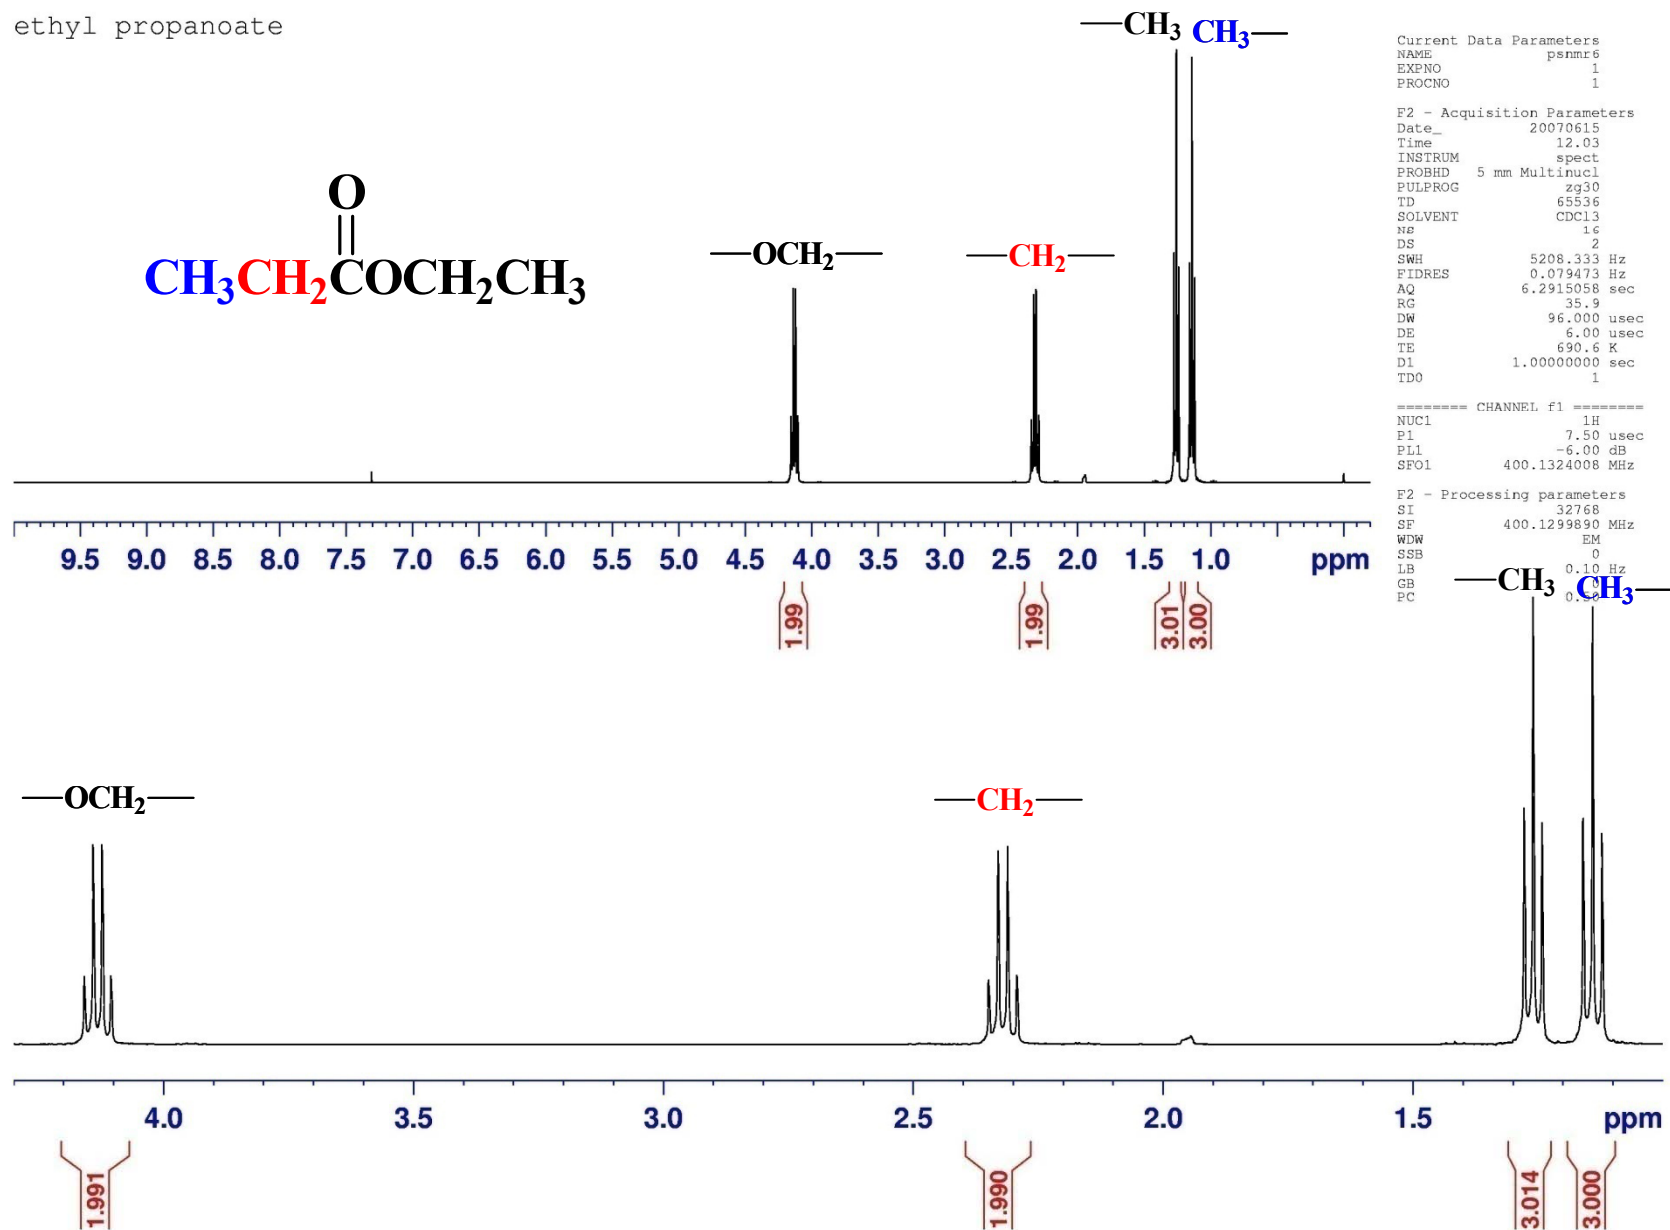 ethyl propanoate
—CH3 CH3—
O
CH3CH2COCH2CH3
—OCH2—
—CH2—
9.5 9.0 8.5 8.0 7.5 7.0 6.5 6.0 5.5 5.0 4.5 4.0 3.5 3.0 2.5 2.0 1.5 1.0 ppm
1.99
1.99
3.01
3.00
Current Data Parameters
NAME psnmr6
EXPNO 1
PROCNO 1
F2 - Acquisition Parameters
Date_ 20070615
Time 12.03
INSTRUM spect
PROBHD 5 mm Multinucl
PULPROG zg30
TD 65536
SOLVENT CDCl3
NS 16
DS 2
SWH 5208.333 Hz
FIDRES 0.079473 Hz
AQ 6.2915058 sec
RG 35.9
DW 96.000 usec
DE 6.00 usec
TE 690.6 K
D1 1.00000000 sec
TD0 1
======== CHANNEL f1 ========
NUC1 1H
P1 7.50 usec
PL1 -6.00 dB
SFO1 400.1324008 MHz
F2 - Processing parameters
SI 32768
SF 400.1299890 MHz
WDW EM
SSB 0
LB 0.10 Hz
GB
PC
—CH3 CH3—
—OCH2—
—CH2—
4.0 3.5 3.0 2.5 2.0 1.5 ppm
1.991
1.990
3.014
3.000